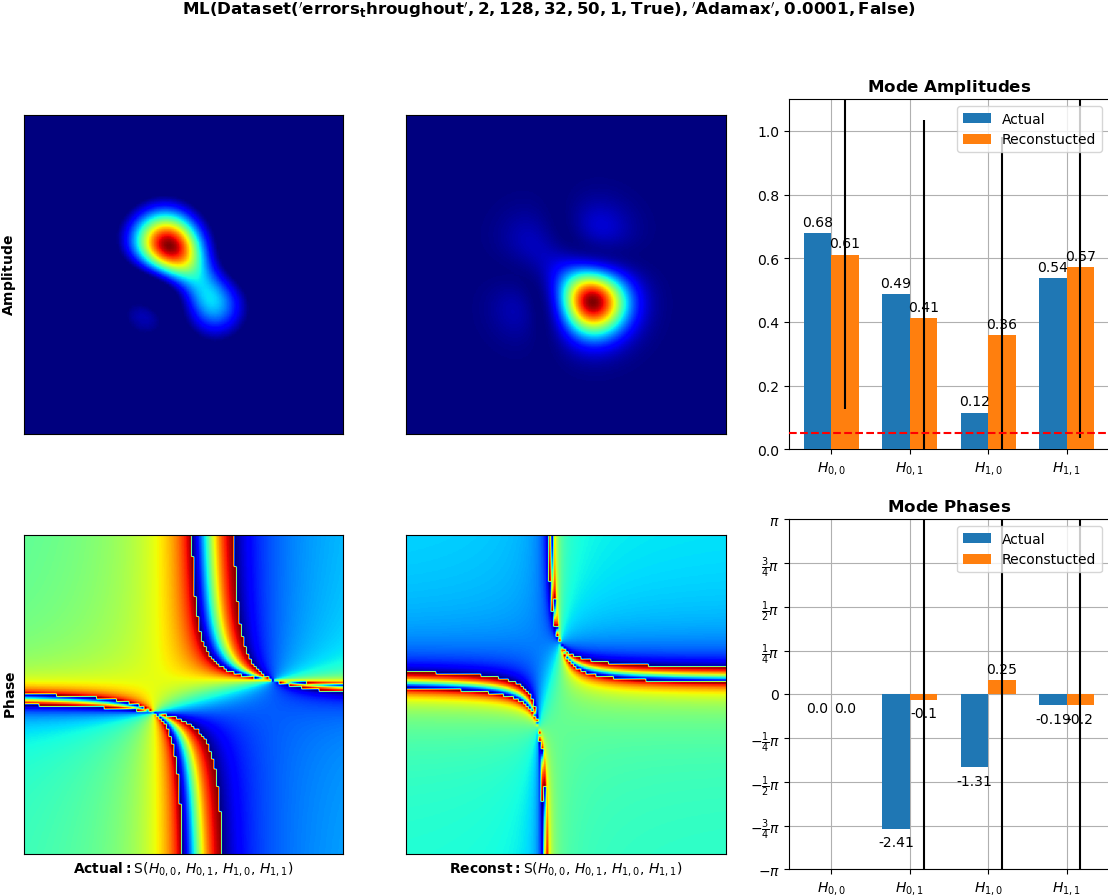 ML(Dataset('errors_throughout', 2, 128, 32, 50, 1, True), 'Adamax', 0.0001, False)
Amplitude
Mode Amplitudes
Actual
Reconstucted
1.0
0.8
0.6
0.4
0.2
0.0
0.68
0.61
0.49
0.41
0.12
0.36
0.54
0.57
H0,0
H0,1
H1,0
H1,1
Phase
Actual: S(H0,0, H0,1, H1,0, H1,1)
Reconst: S(H0,0, H0,1, H1,0, H1,1)
Mode Phases
Actual
Reconstucted
π
3/4π
1/2π
1/4π
0
−1/4π
−1/2π
−3/4π
−π
0.0
0.0
-2.41
-0.1
-1.31
0.25
-0.19
-0.2
H0,0
H0,1
H1,0
H1,1